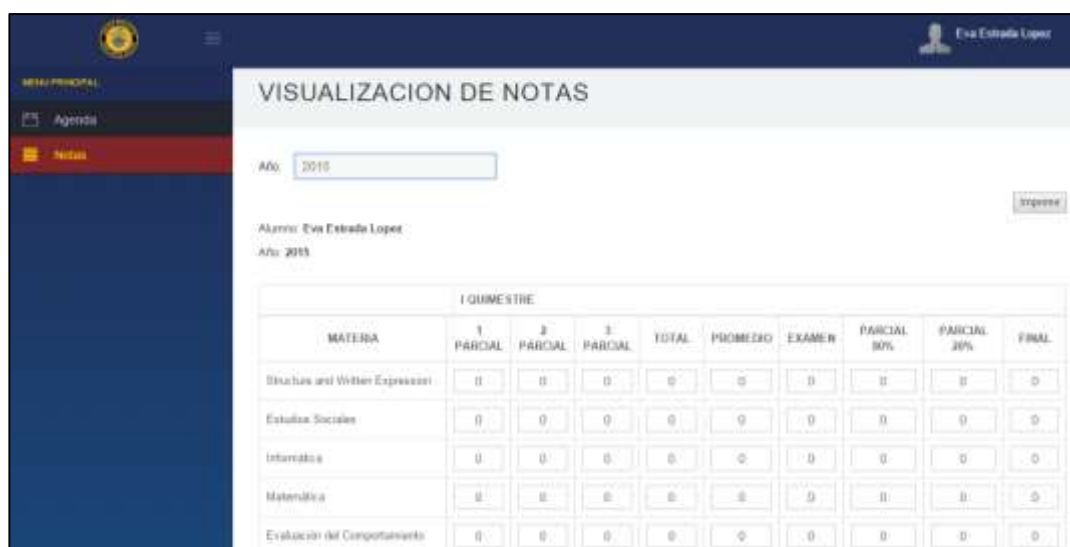 Eva Estrada Lopez
MENU PRINCIPAL
Agenda
Notas
VISUALIZACION DE NOTAS
Año: 2015
Imprimir
Alumno: Eva Estrada Lopez
Año: 2015
I QUIMESTRE
MATERIA 1 PARCIAL 2 PARCIAL 3 PARCIAL TOTAL PROMEDIO EXAMEN PARCIAL 80% PARCIAL 20% FINAL
Structure and Written Expression 0 0 0 0 0 0 0 0 0
Estudios Sociales 0 0 0 0 0 0 0 0 0
Informática 0 0 0 0 0 0 0 0 0
Matemática 0 0 0 0 0 0 0 0 0
Evaluación del Comportamiento 0 0 0 0 0 0 0 0 0